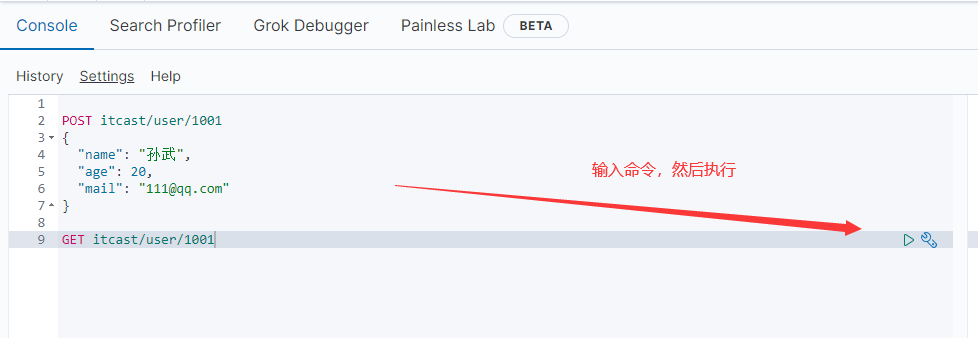 Console Search Profiler Grok Debugger Painless Lab BETA
History Settings Help
1
2 POST itcast/user/1001
3 {
4 "name": "孙武",
5 "age": 20,
6 "mail": "111@qq.com"
7 }
8
9 GET itcast/user/1001
输入命令，然后执行